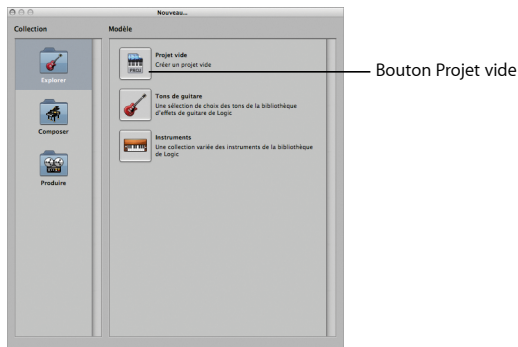 Nouveau...
Collection
Modèle
Explorer
Composer
Produire
PROJ
Projet vide
Créer un projet vide
Tons de guitare
Une sélection de choix des tons de la bibliothèque
d'effets de guitare de Logic
Instruments
Une collection variée des instruments de la bibliothèque
de Logic
Bouton Projet vide